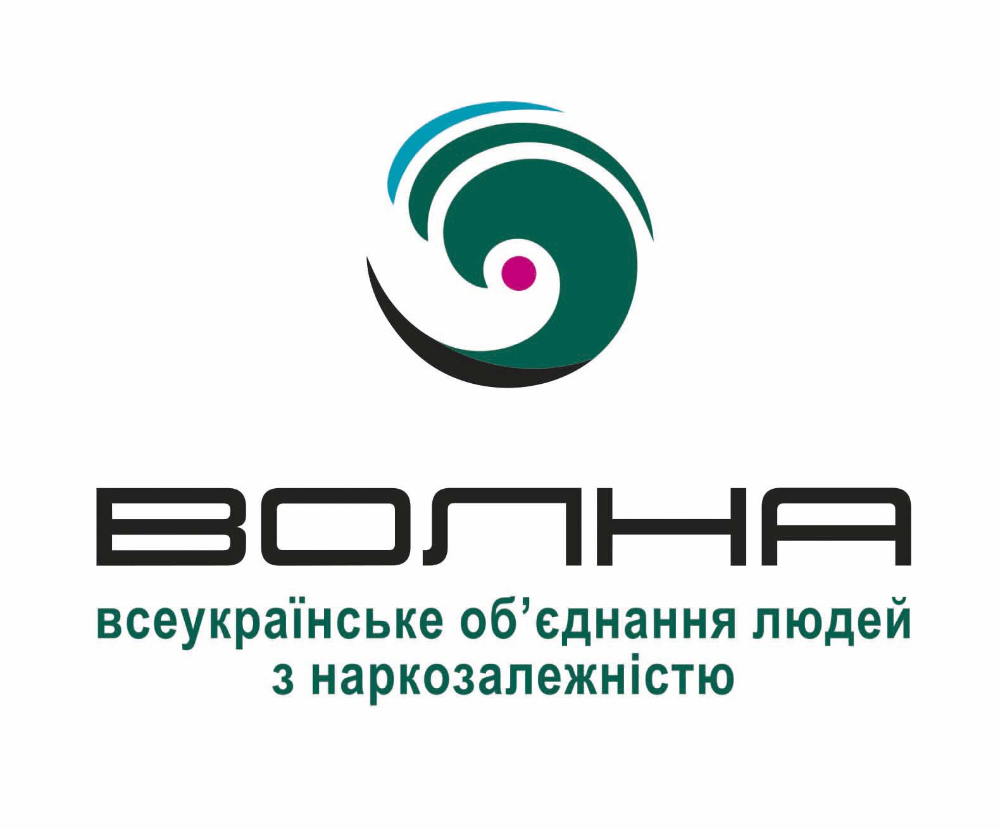 ВОЛНА
всеукраїнське об’єднання людей
з наркозалежністю